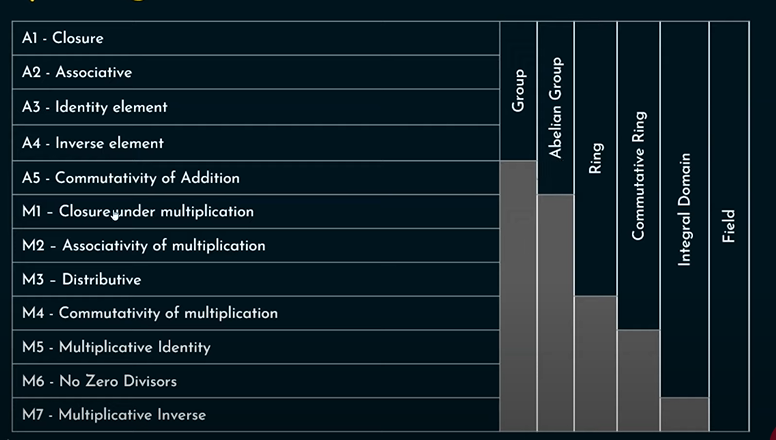 A1 - Closure
A2 - Associative
A3 - Identity element
A4 - Inverse element
A5 - Commutativity of Addition
M1 – Closure under multiplication
M2 – Associativity of multiplication
M3 – Distributive
M4 - Commutativity of multiplication
M5 - Multiplicative Identity
M6 - No Zero Divisors
M7 - Multiplicative Inverse
Group
Abelian Group
Ring
Commutative Ring
Integral Domain
Field